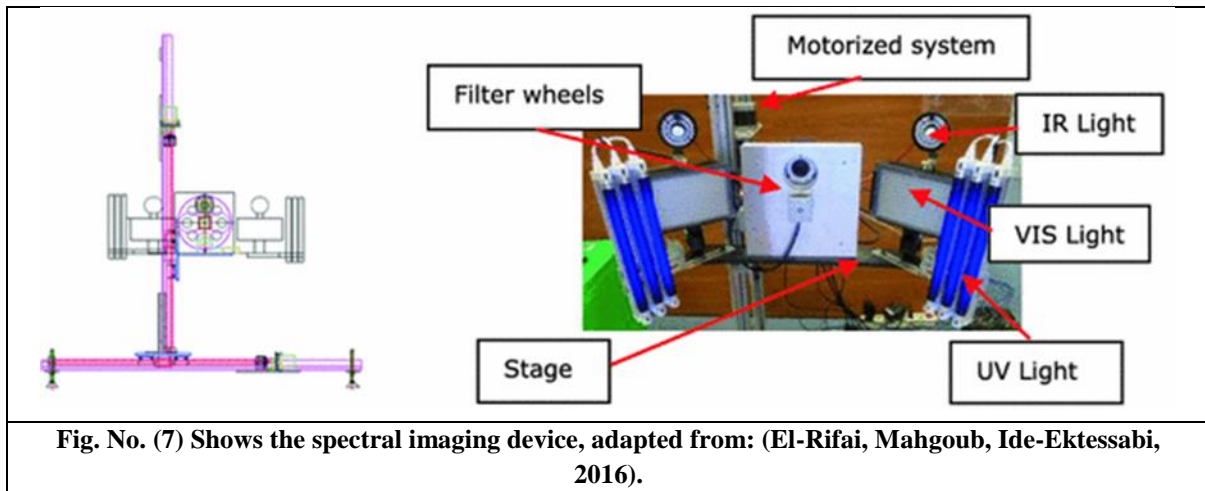 Motorized system
Filter wheels
IR Light
VIS Light
Stage
UV Light
Fig. No. (7) Shows the spectral imaging device, adapted from: (El-Rifai, Mahgoub, Ide-Ektessabi,
2016).